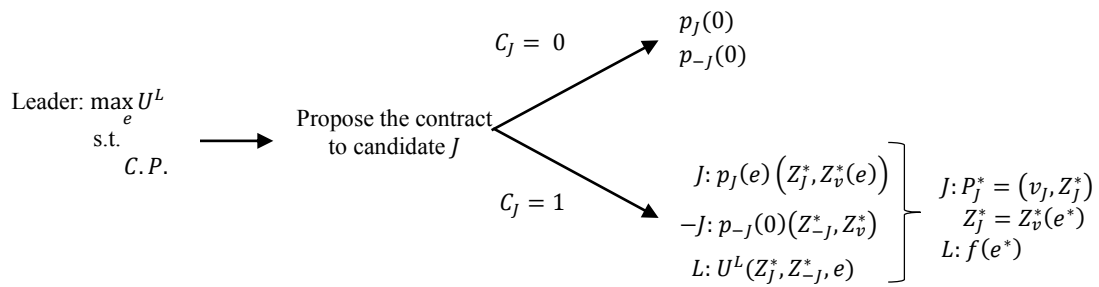 Leader: max U^L
e
s.t.
C.P.
Propose the contract
to candidate J
C_J = 0
p_J(0)
p_{-J}(0)
C_J = 1
J: p_J(e)(Z_J^*, Z_v^*(e))
-J: p_{-J}(0)(Z_{-J}^*, Z_v^*)
L: U^L(Z_J^*, Z_{-J}^*, e)
J: P_J^* = (v_J, Z_J^*)
Z_J^* = Z_v^*(e^*)
L: f(e^*)